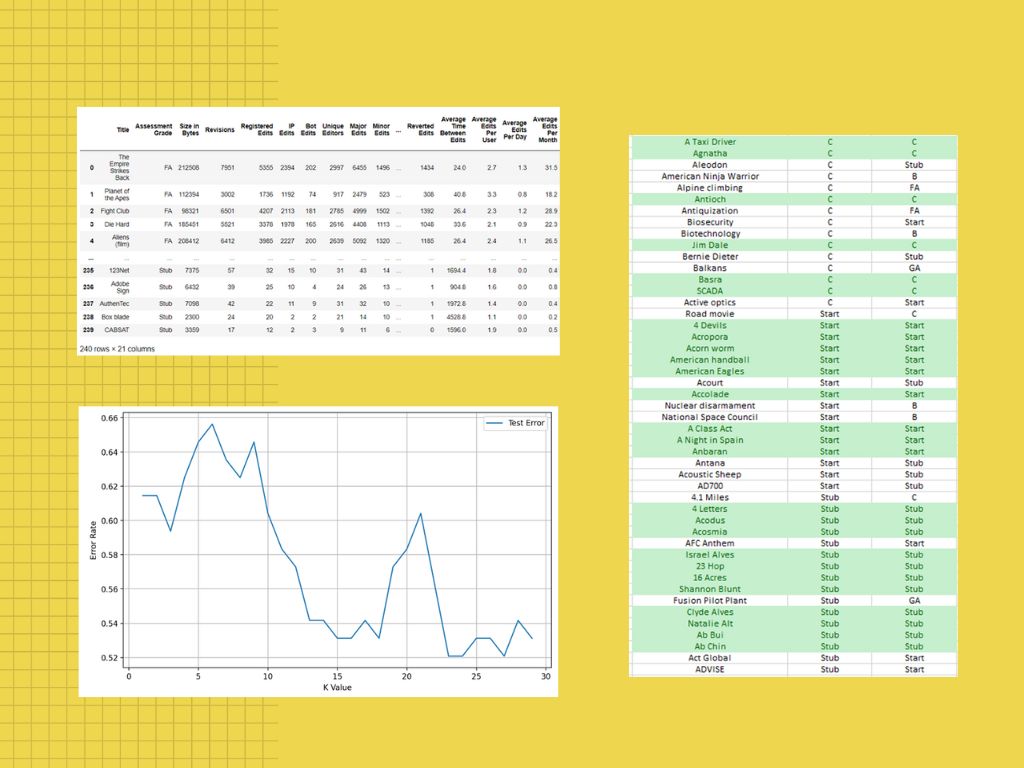 Title Assessment Grade Size in Bytes Revisions Registered Edits IP Edits Bot Edits Unique Editors Major Edits Minor Edits ... Reverted Edits Average Time Between Edits Average Edits Per User Average Edits Per Day Average Edits Per Month
0 The Empire Strikes Back FA 212508 7951 5355 2394 202 2997 6455 1496 ... 1434 24.0 2.7 1.3 31.5
1 Planet of the Apes FA 112394 3002 1736 1192 74 917 2479 523 ... 308 40.8 3.3 0.8 18.2
2 Fight Club FA 98321 6501 4207 2113 181 2785 4999 1502 ... 1392 26.4 2.3 1.2 28.9
3 Die Hard FA 185451 5521 3378 1978 165 2616 4408 1113 ... 1048 33.6 2.1 0.9 22.3
4 Aliens (film) FA 208412 6412 3985 2227 200 2639 5092 1320 ... 1185 26.4 2.4 1.1 26.5
... ... ... ... ... ... ... ... ... ... ... ... ... ... ... ... ...
235 123Net Stub 7375 57 32 15 10 31 43 14 ... 1 1694.4 1.8 0.0 0.4
236 Adobe Sign Stub 6432 39 25 10 4 24 26 13 ... 1 904.8 1.6 0.0 0.8
237 AuthenTec Stub 7098 42 22 11 9 31 32 10 ... 1 1972.8 1.4 0.0 0.4
238 Box blade Stub 2300 24 20 2 2 21 14 10 ... 1 4528.8 1.1 0.0 0.2
239 CABSAT Stub 3359 17 12 2 3 9 11 6 ... 0 1596.0 1.9 0.0 0.5
240 rows × 21 columns
Test Error
0.66
0.64
0.62
0.60
0.58
0.56
0.54
0.52
Error Rate
0 5 10 15 20 25 30
K Value
A Taxi Driver C C
Agnatha C C
Aleodon C Stub
American Ninja Warrior C B
Alpine climbing C FA
Antioch C C
Antiquization C FA
Biosecurity C Start
Biotechnology C B
Jim Dale C C
Bernie Dieter C Stub
Balkans C GA
Basra C C
SCADA C C
Active optics C Start
Road movie Start C
4 Devils Start Start
Acropora Start Start
Acorn worm Start Start
American handball Start Start
American Eagles Start Start
Acourt Start Stub
Accolade Start Start
Nuclear disarmament Start B
National Space Council Start B
A Class Act Start Start
A Night in Spain Start Start
Anbaran Start Start
Antana Start Stub
Acoustic Sheep Start Stub
AD700 Start Stub
4.1 Miles Stub C
4 Letters Stub Stub
Acodus Stub Stub
Acosmia Stub Stub
AFC Anthem Stub Start
Israel Alves Stub Stub
23 Hop Stub Stub
16 Acres Stub Stub
Shannon Blunt Stub Stub
Fusion Pilot Plant Stub GA
Clyde Alves Stub Stub
Natalie Alt Stub Stub
Ab Bui Stub Stub
Ab Chin Stub Stub
Act Global Stub Start
ADVISE Stub Start